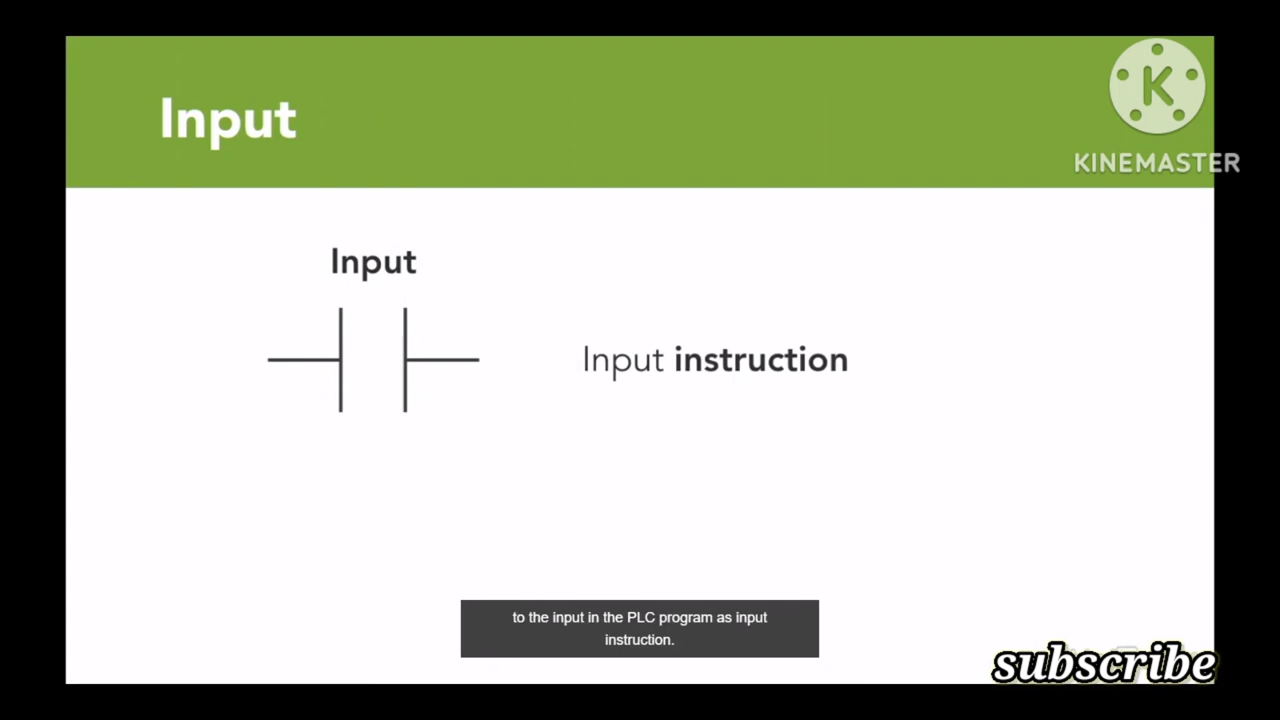 Input
K
KINEMASTER
Input
Input instruction
to the input in the PLC program as input
instruction.
subscribe